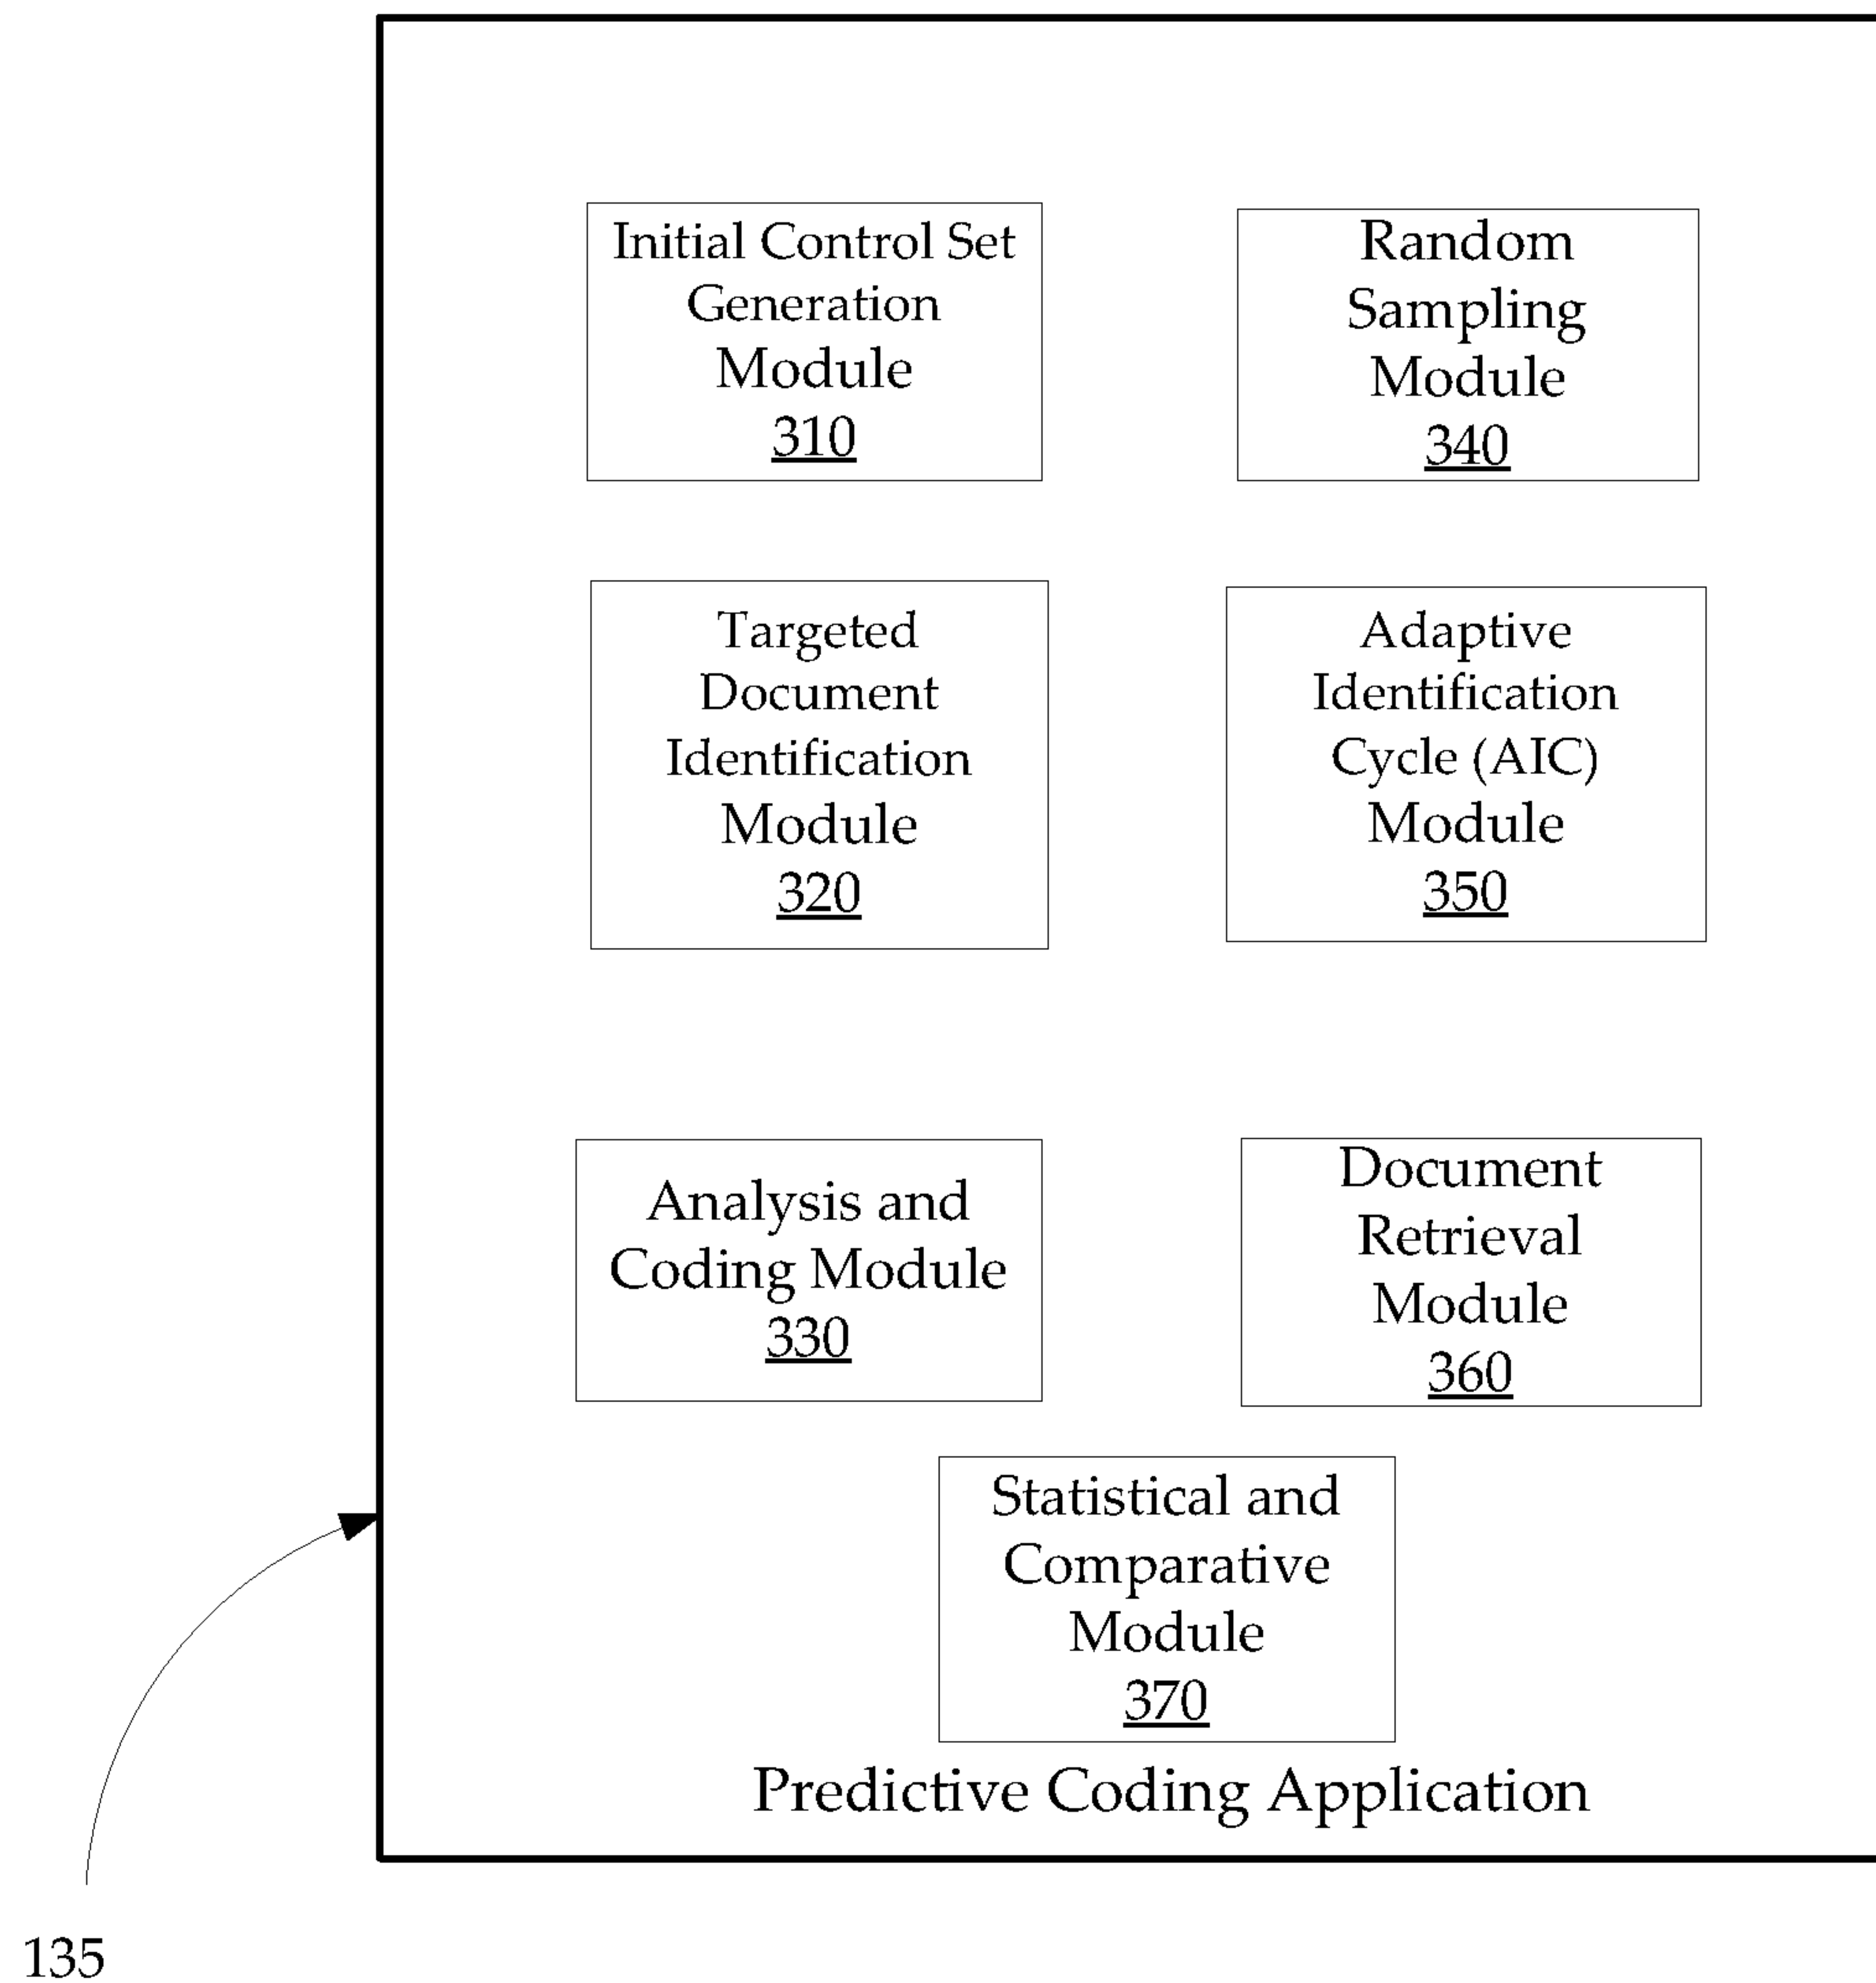 Initial Control Set
Generation
Module
310
Random
Sampling
Module
340
Targeted
Document
Identification
Module
320
Adaptive
Identification
Cycle (AIC)
Module
350
Analysis and
Coding Module
330
Document
Retrieval
Module
360
Statistical and
Comparative
Module
370
Predictive Coding Application
135